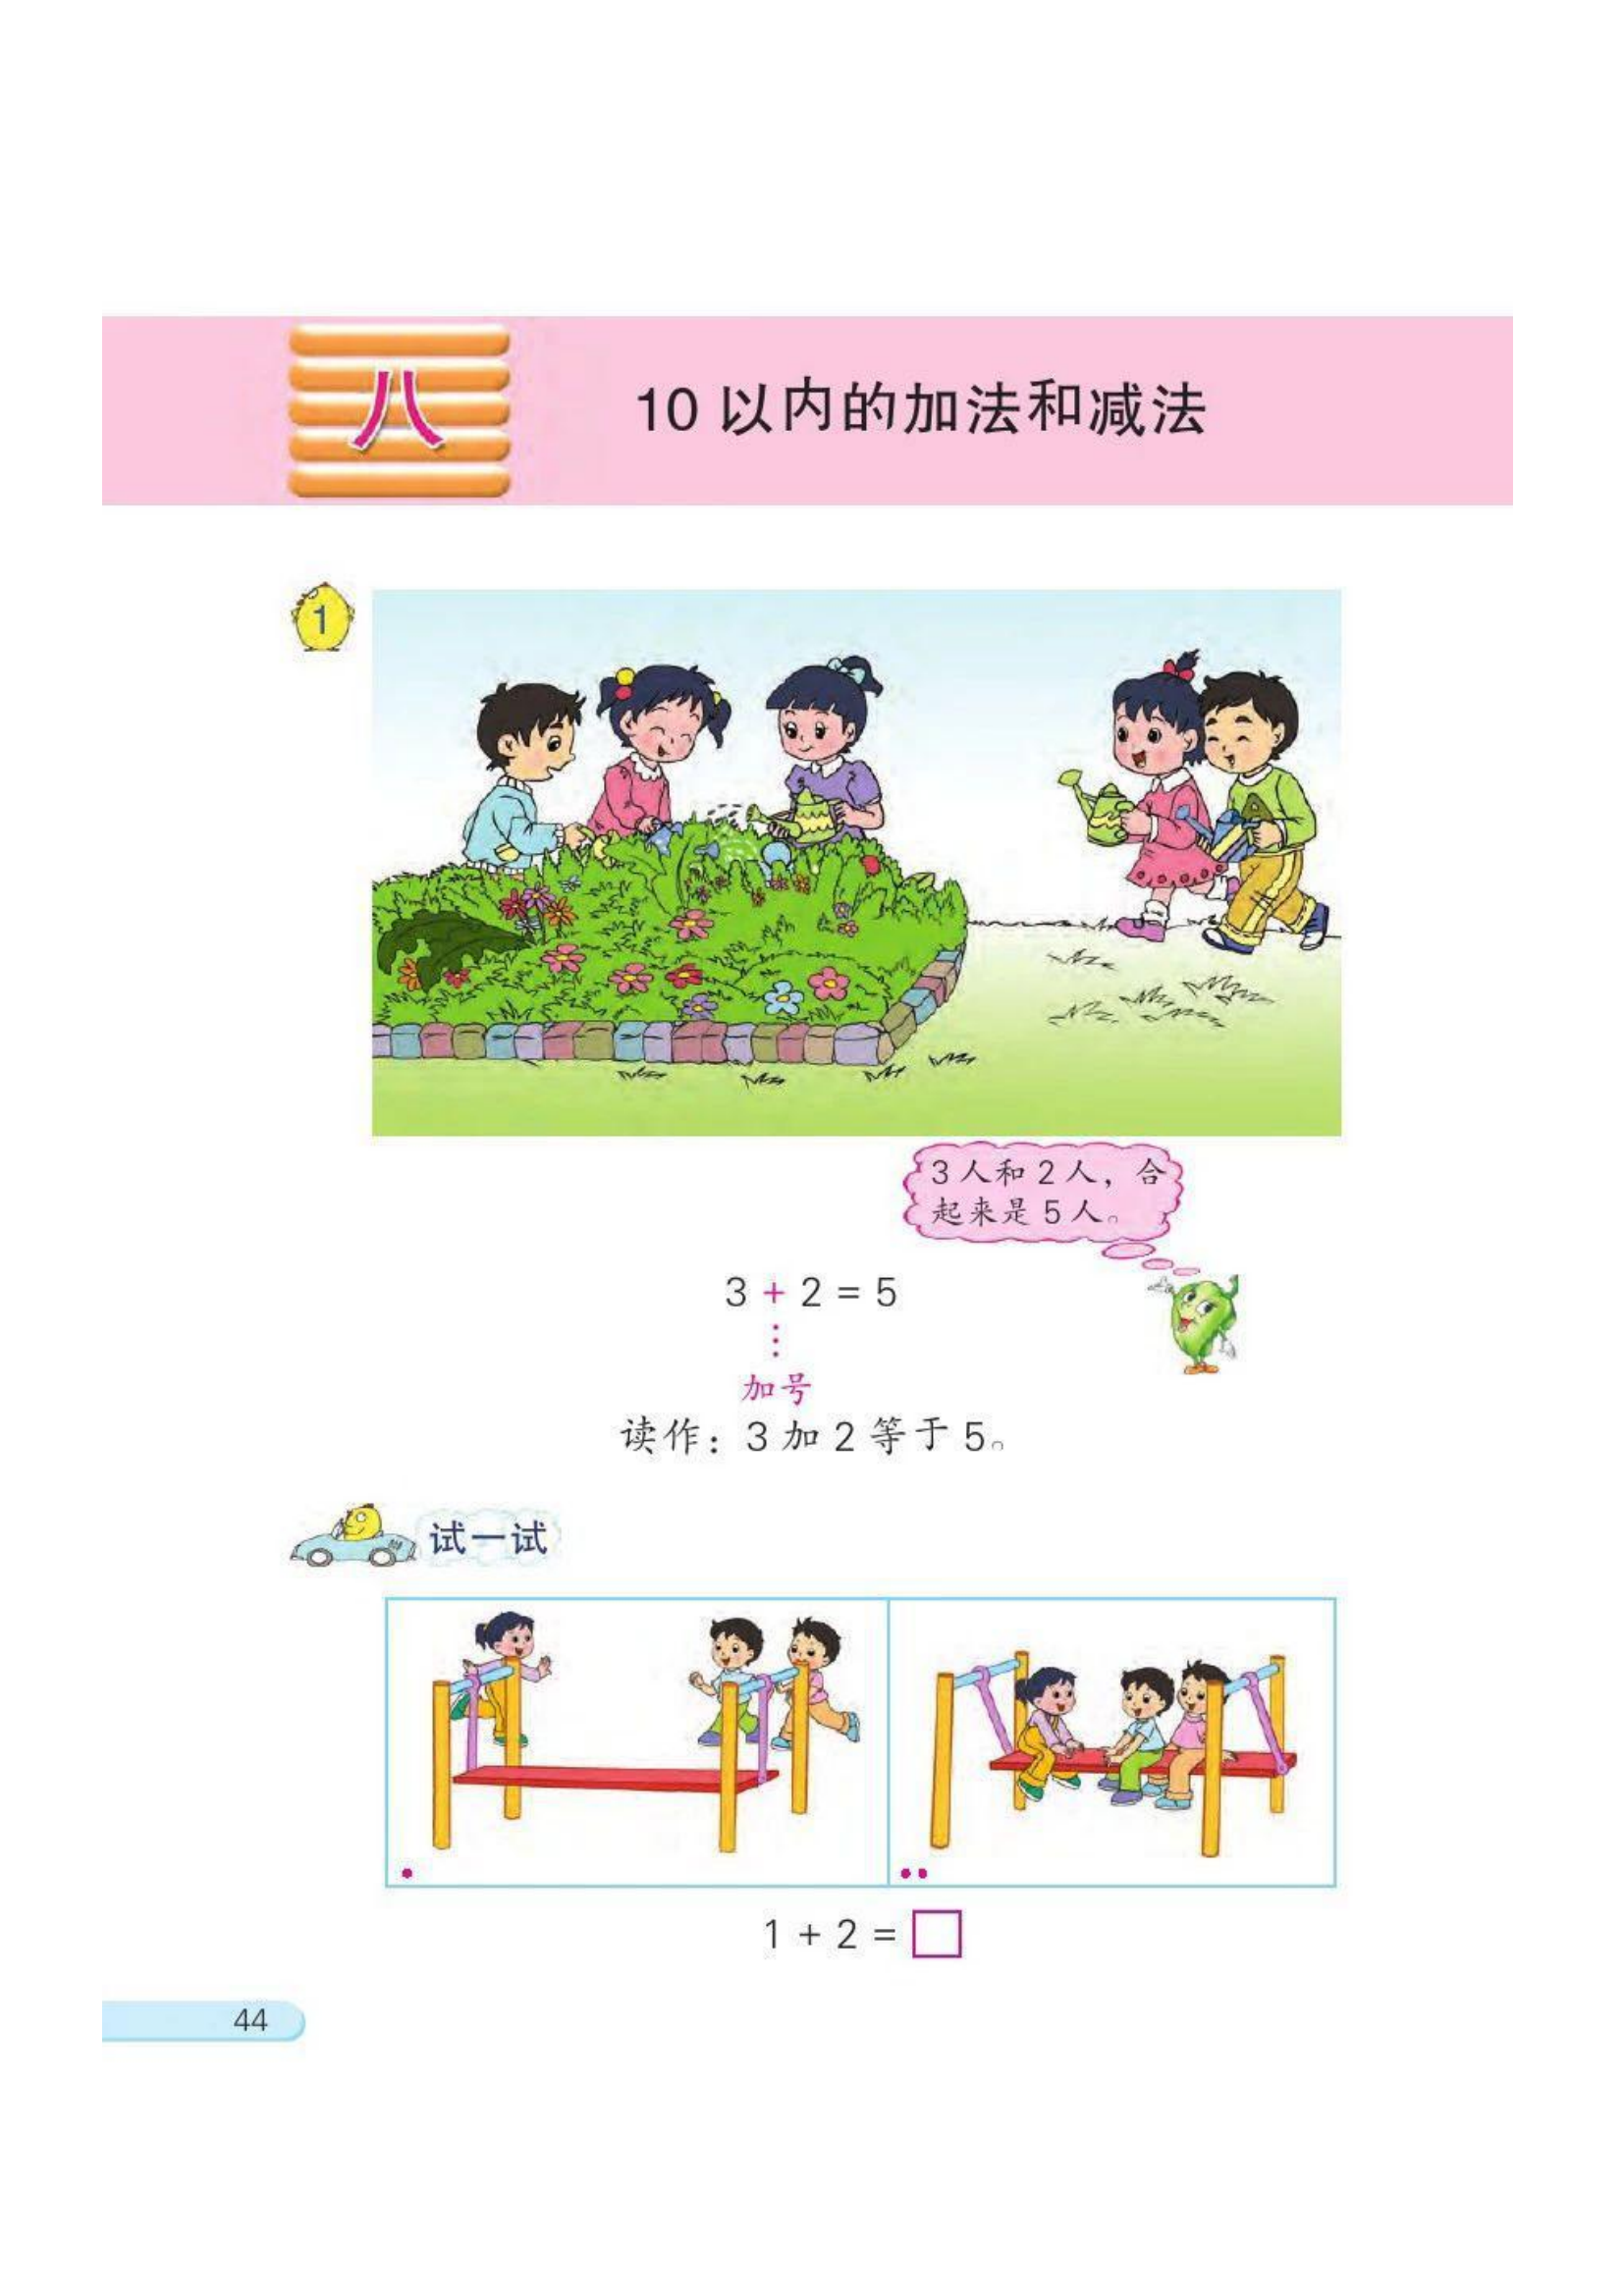 八
10 以内的加法和减法
1
3 人和 2 人，合
起来是 5 人。
3 + 2 = 5
加号
读作：3 加 2 等于 5。
试一试
1 + 2 = □
44